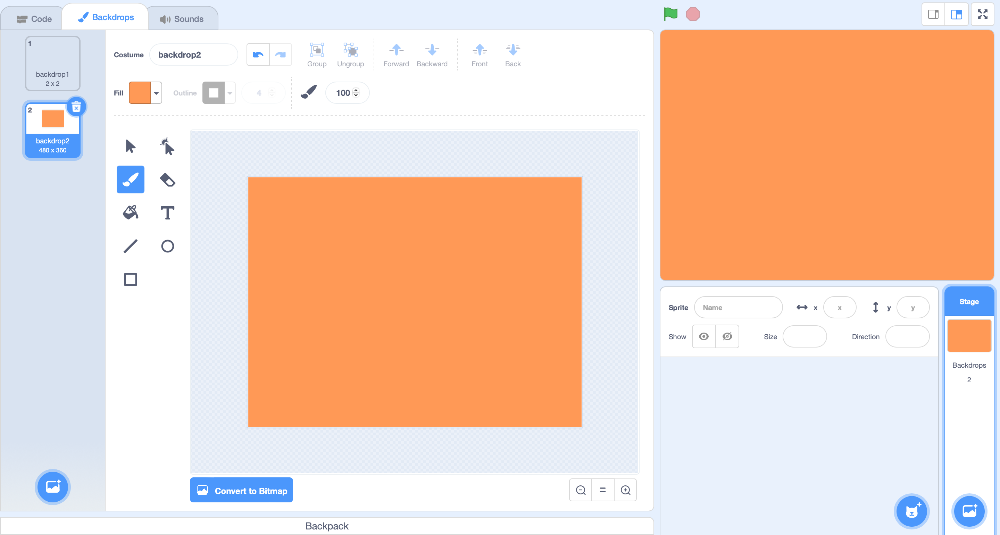 Code
Backdrops
Sounds
1
backdrop1
2 x 2
2
backdrop2
480 x 360
Costume
backdrop2
Group
Ungroup
Forward
Backward
Front
Back
Fill
Outline
4
100
T
Convert to Bitmap
=
Backpack
Sprite
Name
x
x
y
y
Show
Size
Direction
Stage
Backdrops
2